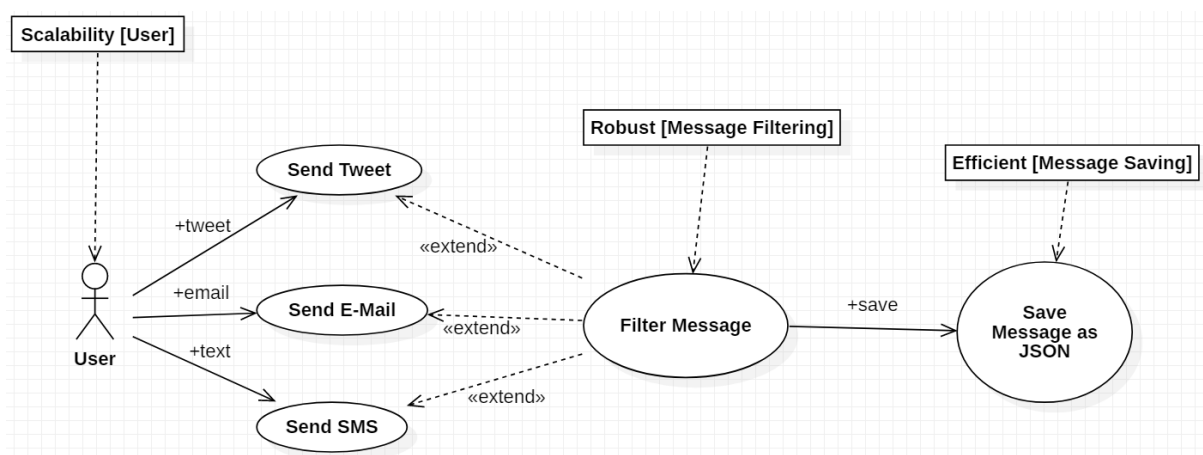 Scalability [User]
Robust [Message Filtering]
Efficient [Message Saving]
Send Tweet
+tweet
«extend»
+email
Send E-Mail
«extend»
Filter Message
+save
Save
Message as
JSON
+text
User
«extend»
Send SMS